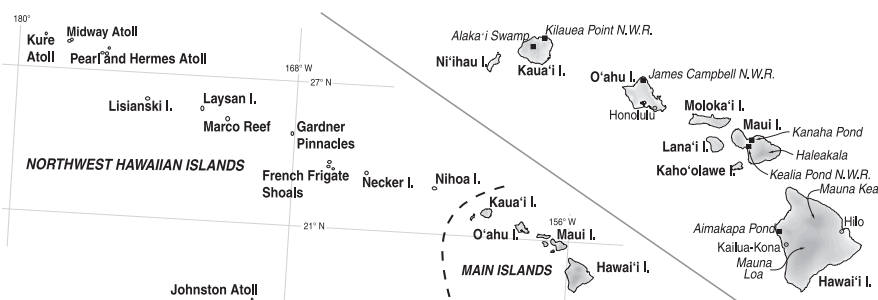 180°
Kure
Atoll
Midway Atoll
Pearl and Hermes Atoll
168° W
27° N
Lisianski I.
Laysan I.
Marco Reef
Gardner
Pinnacles
NORTHWEST HAWAIIAN ISLANDS
French Frigate
Shoals
Necker I.
Nihoa I.
21° N
Kaua'i I.
O'ahu I.
156° W
Maui I.
MAIN ISLANDS
Hawai'i I.
Johnston Atoll
Alaka'i Swamp
Kilauea Point N.W.R.
Ni'ihau I.
Kaua'i I.
O'ahu I.
James Campbell N.W.R.
Honolulu
Moloka'i I.
Maui I.
Kanaha Pond
Lana'i I.
Haleakala
Kaho'olawe I.
Kealia Pond N.W.R.
Mauna Kea
Aimakapa Pond
Hilo
Kailua-Kona
Mauna
Loa
Hawai'i I.